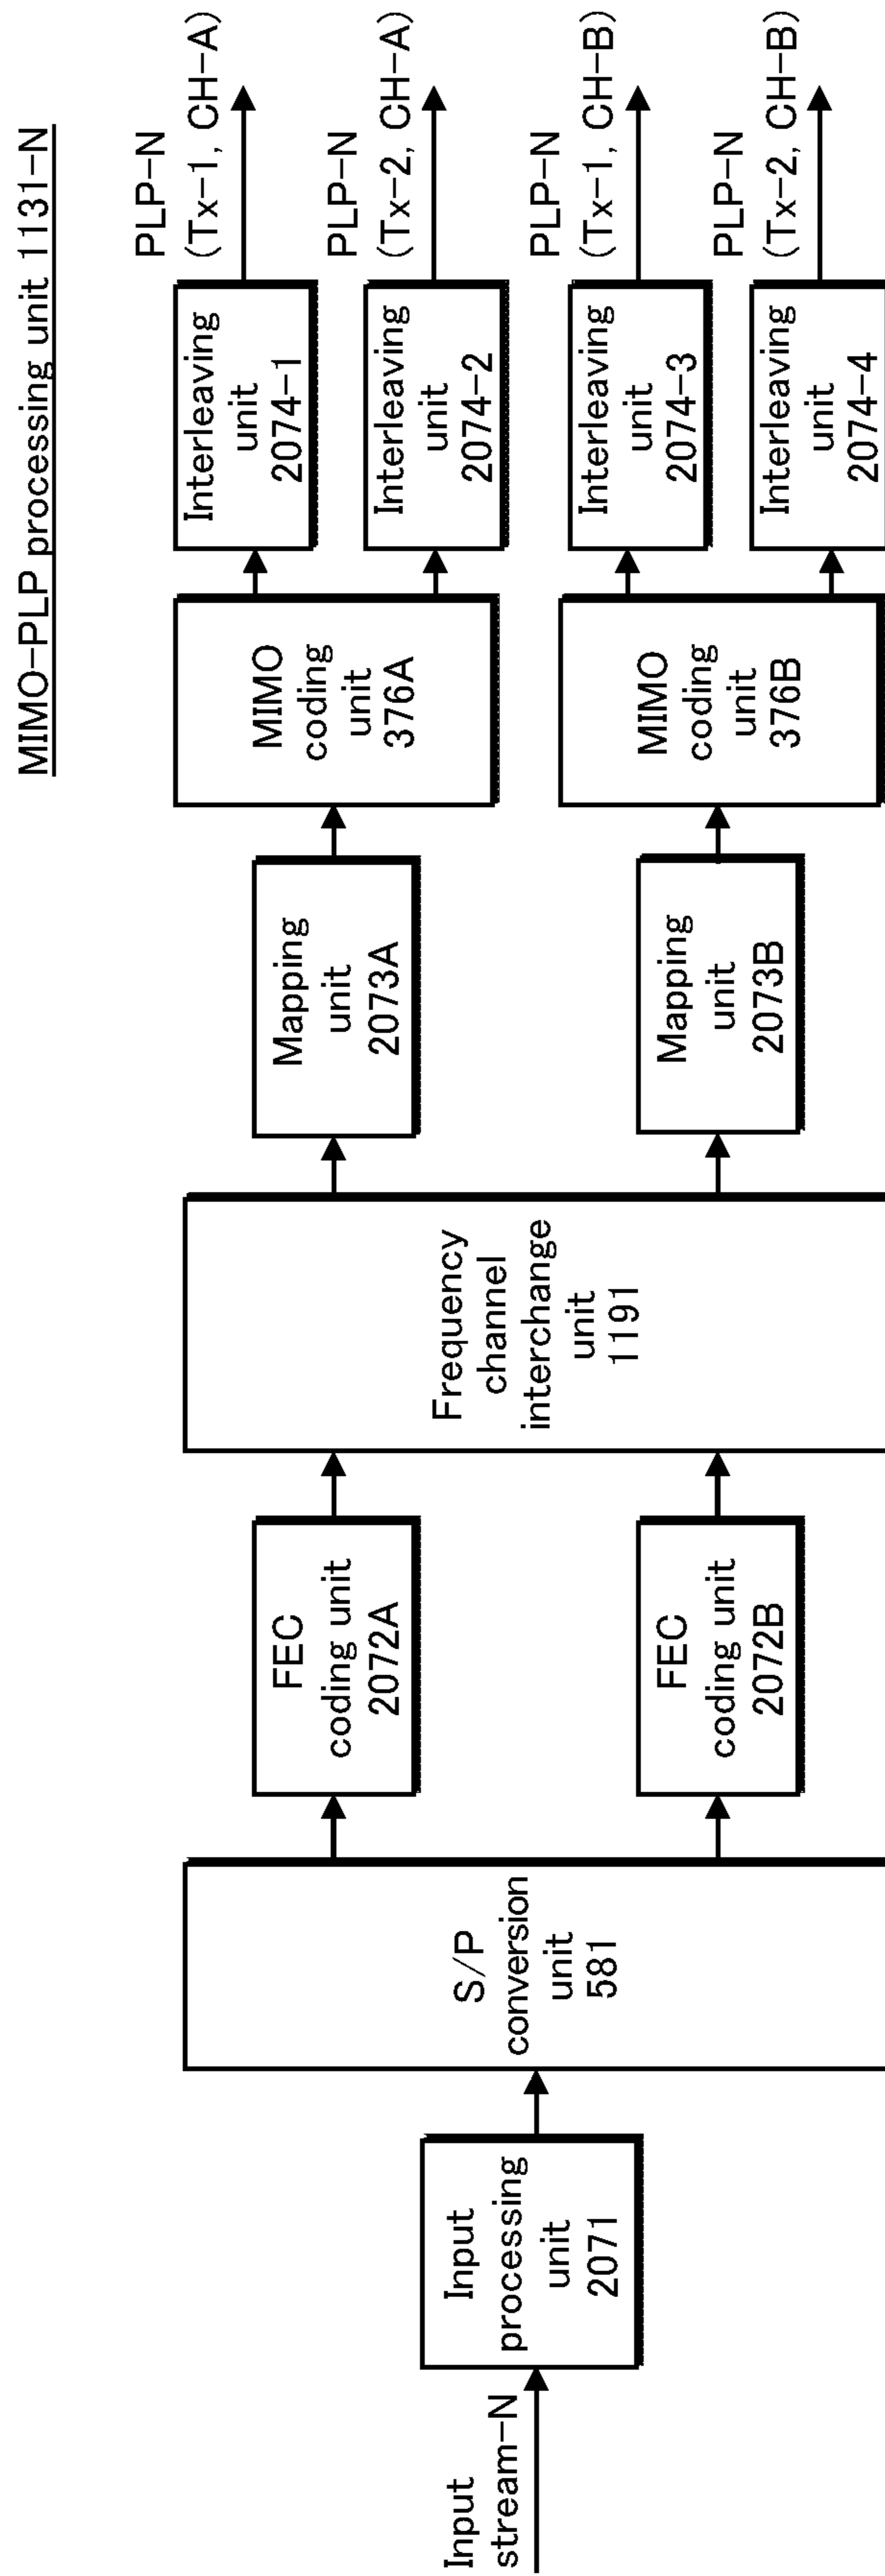 MIMO-PLP processing unit 1131-N
Input
stream-N
Input
processing
unit
2071
S/P
conversion
unit
581
FEC
coding unit
2072A
FEC
coding unit
2072B
Frequency
channel
interchange
unit
1191
Mapping
unit
2073A
Mapping
unit
2073B
MIMO
coding
unit
376A
MIMO
coding
unit
376B
Interleaving
unit
2074-1
Interleaving
unit
2074-2
Interleaving
unit
2074-3
Interleaving
unit
2074-4
PLP-N
(Tx-1, CH-A)
PLP-N
(Tx-2, CH-A)
PLP-N
(Tx-1, CH-B)
PLP-N
(Tx-2, CH-B)